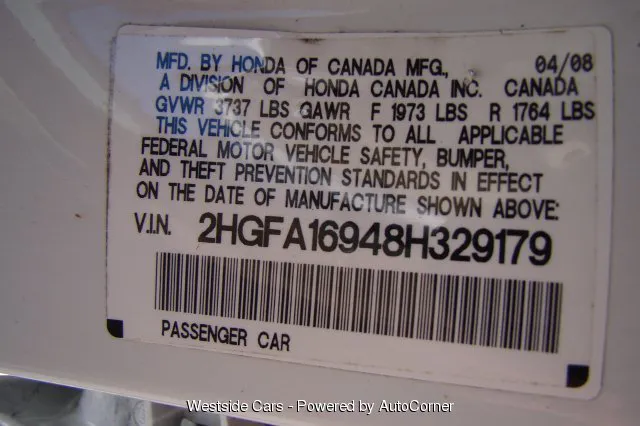 MFD. BY HONDA OF CANADA MFG., 04/08
A DIVISION OF HONDA CANADA INC. CANADA
GVWR 3737 LBS GAWR F 1973 LBS R 1764 LBS
THIS VEHICLE CONFORMS TO ALL APPLICABLE
FEDERAL MOTOR VEHICLE SAFETY, BUMPER,
AND THEFT PREVENTION STANDARDS IN EFFECT
ON THE DATE OF MANUFACTURE SHOWN ABOVE:
V.I.N. 2HGFA16948H329179
PASSENGER CAR
Westside Cars - Powered by AutoCorner